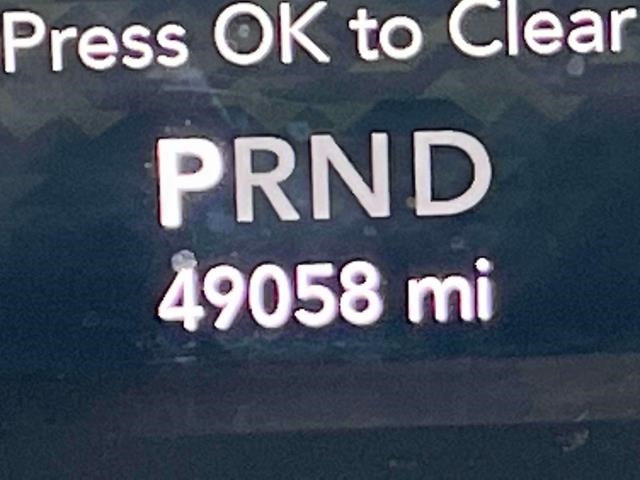 Press OK to Clear
PRND
49058 mi